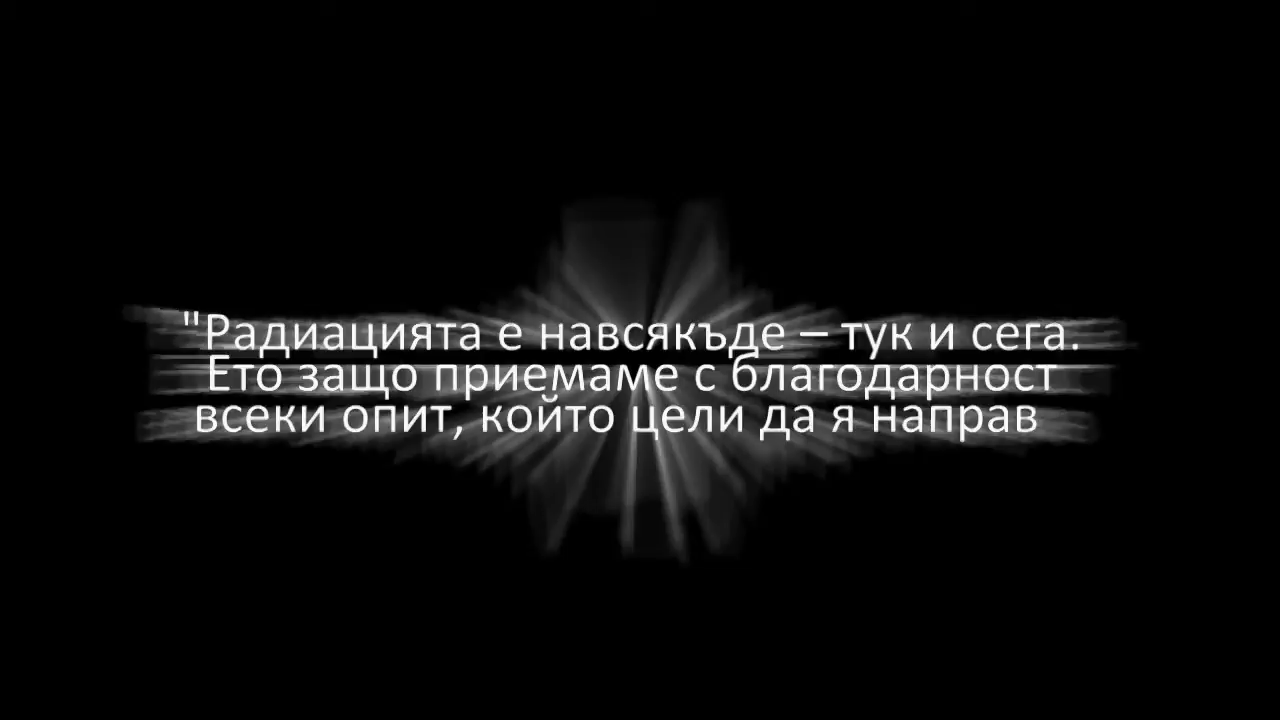 "Радиацията е навсякъде – тук и сега.
Ето защо приемаме с благодарност
всеки опит, който цели да я направ